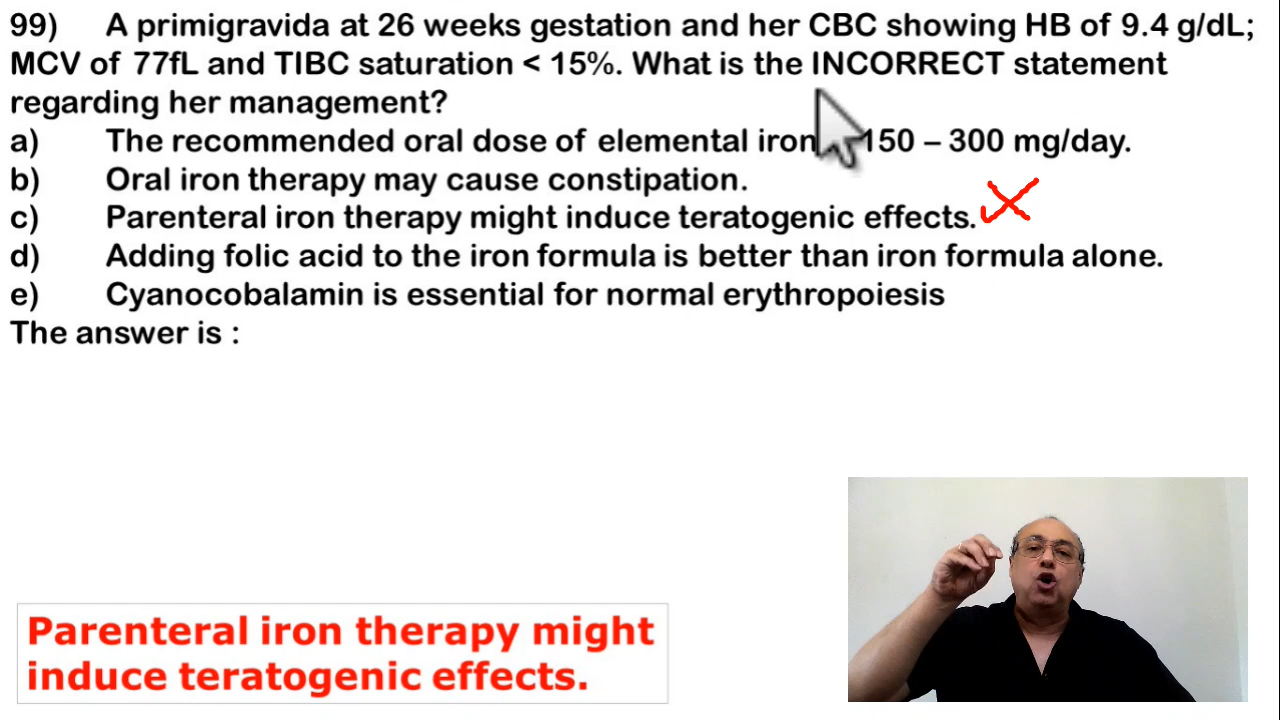 99) A primigravida at 26 weeks gestation and her CBC showing HB of 9.4 g/dL;
MCV of 77fL and TIBC saturation < 15%. What is the INCORRECT statement
regarding her management?
a) The recommended oral dose of elemental iron 150 – 300 mg/day.
b) Oral iron therapy may cause constipation.
c) Parenteral iron therapy might induce teratogenic effects.
d) Adding folic acid to the iron formula is better than iron formula alone.
e) Cyanocobalamin is essential for normal erythropoiesis
The answer is :
Parenteral iron therapy might
induce teratogenic effects.